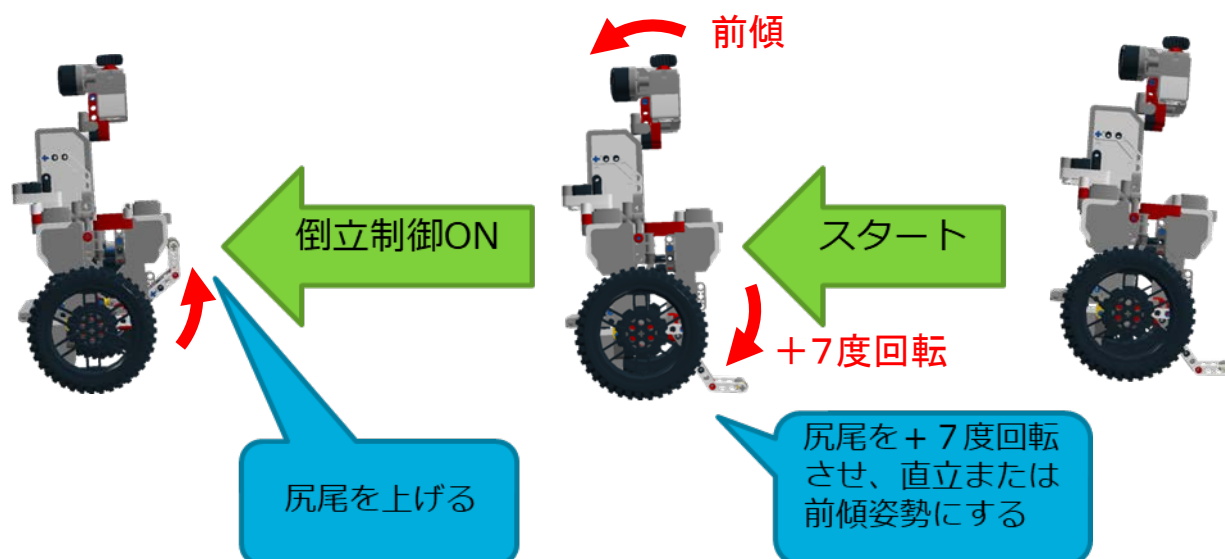 前傾
倒立制御ON
スタート
＋7度回転
尻尾を上げる
尻尾を＋７度回転
させ、直立または
前傾姿勢にする